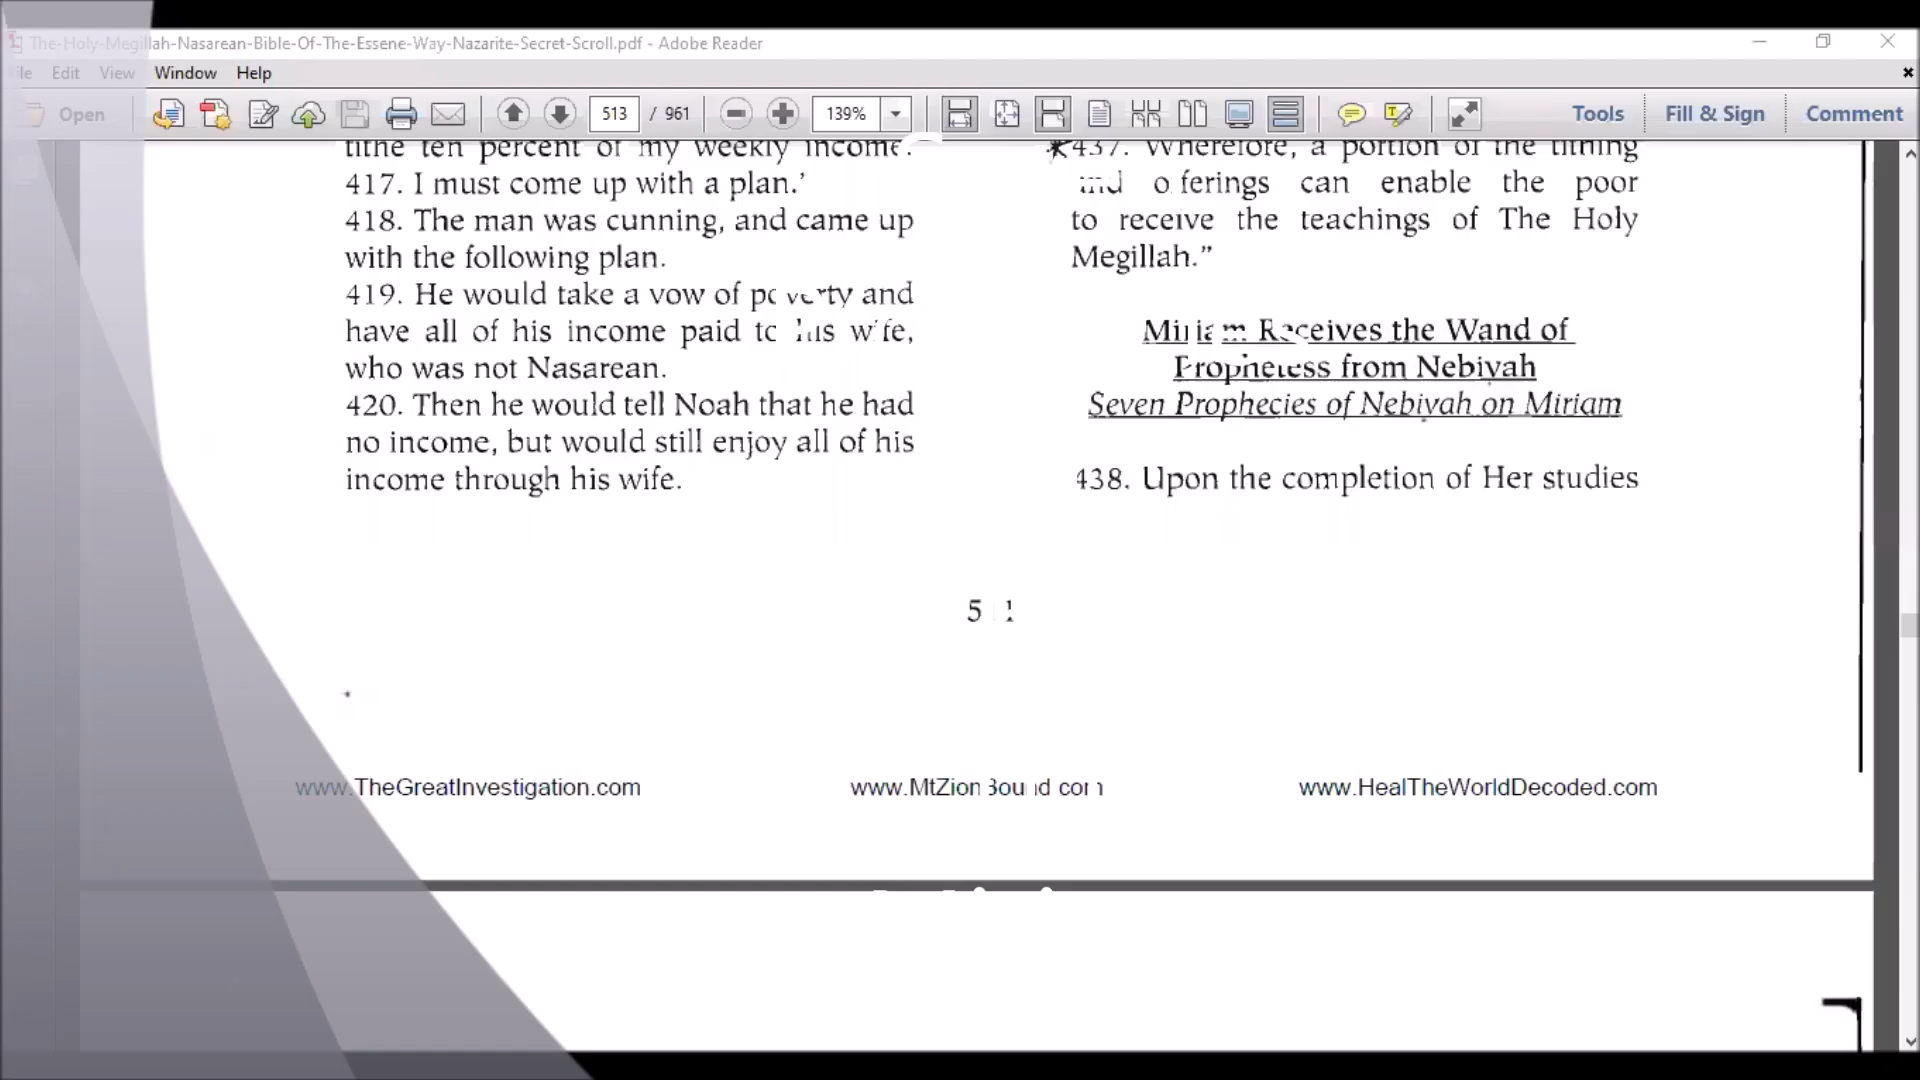 The-Holy-Megillah-Nasarean-Bible-Of-The-Essene-Way-Nazarite-Secret-Scroll.pdf - Adobe Reader
Edit View Window Help
Open 513 / 961 139% Tools Fill & Sign Comment
tithe ten percent of my weekly income.
417. I must come up with a plan.’
418. The man was cunning, and came up
with the following plan.
419. He would take a vow of poverty and
have all of his income paid to his wife,
who was not Nasarean.
420. Then he would tell Noah that he had
no income, but would still enjoy all of his
income through his wife.
437. Wherefore, a portion of the tithing
and offerings can enable the poor
to receive the teachings of The Holy
Megillah.”
Miriam Receives the Wand of
Prophetess from Nebiyah
Seven Prophecies of Nebiyah on Miriam
438. Upon the completion of Her studies
www.TheGreatInvestigation.com www.MtZionBound.com www.HealTheWorldDecoded.com